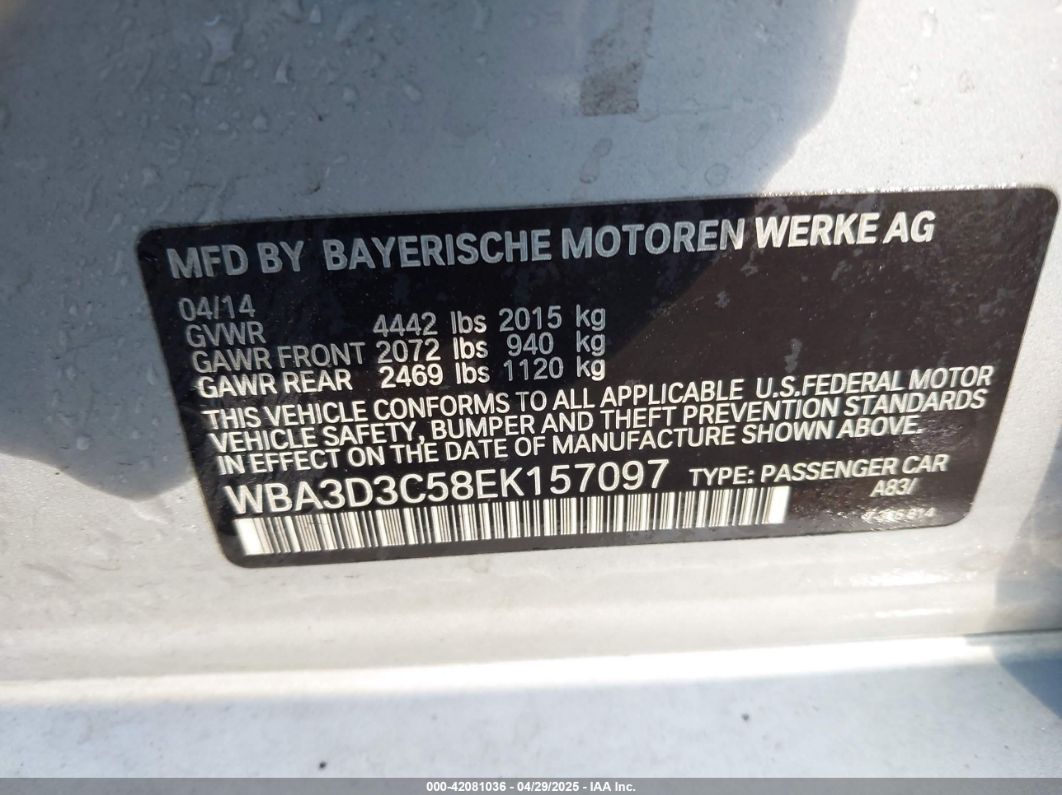 MFD BY BAYERISCHE MOTOREN WERKE AG
04/14
GVWR 4442 lbs 2015 kg
GAWR FRONT 2072 lbs 940 kg
GAWR REAR 2469 lbs 1120 kg
THIS VEHICLE CONFORMS TO ALL APPLICABLE U.S.FEDERAL MOTOR
VEHICLE SAFETY, BUMPER AND THEFT PREVENTION STANDARDS
IN EFFECT ON THE DATE OF MANUFACTURE SHOWN ABOVE.
WBA3D3C58EK157097 TYPE: PASSENGER CAR
A83/
000-42081036 - 04/29/2025 - IAA Inc.